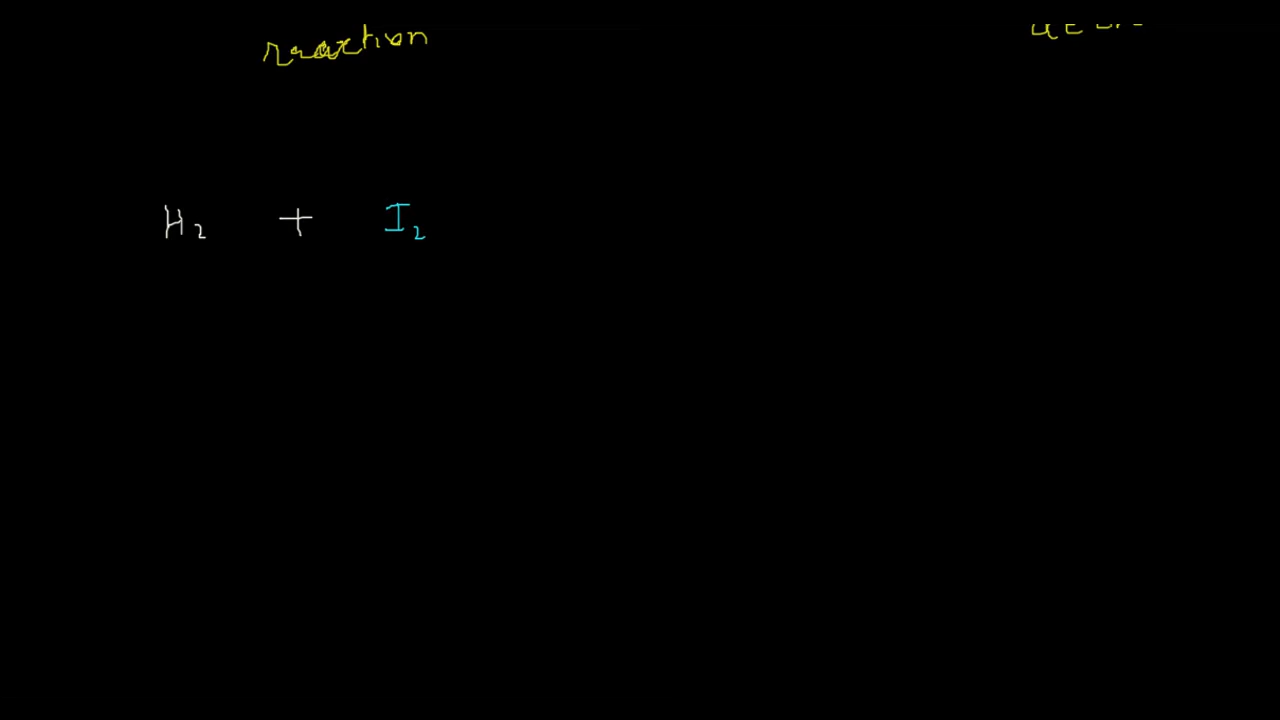 reaction
H₂ + I₂